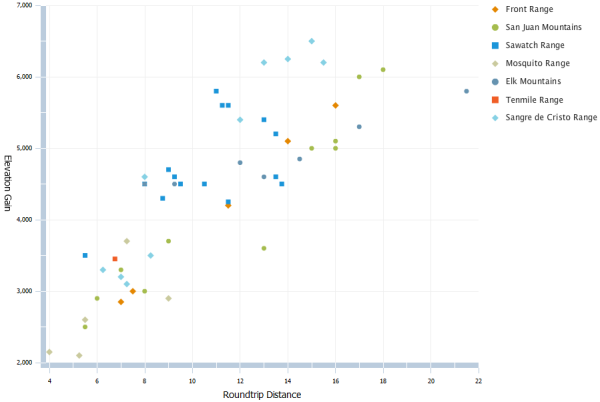 7.000
6.000
5.000
4.000
3.000
2.000
Elevation Gain
4 6 8 10 12 14 16 18 20 22
Roundtrip Distance
Front Range
San Juan Mountains
Sawatch Range
Mosquito Range
Elk Mountains
Tenmile Range
Sangre de Cristo Range